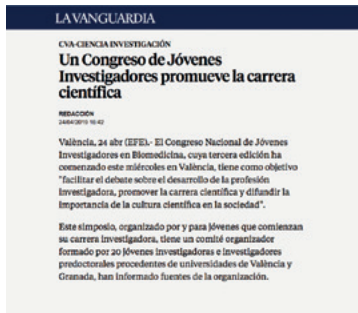 LA VANGUARDIA
CVA-CIENCIA INVESTIGACIÓN
Un Congreso de Jóvenes
Investigadores promueve la carrera
científica
REDACCIÓN
24/04/2019 16:42
València, 24 abr (EFE).- El Congreso Nacional de Jóvenes
Investigadores en Biomedicina, cuya tercera edición ha
comenzado este miércoles en València, tiene como objetivo
"facilitar el debate sobre el desarrollo de la profesión
investigadora, promover la carrera científica y difundir la
importancia de la cultura científica en la sociedad".
Este simposio, organizado por y para jóvenes que comienzan
su carrera investigadora, tiene un comité organizador
formado por 20 jóvenes investigadoras e investigadores
predoctorales procedentes de universidades de València y
Granada, han informado fuentes de la organización.